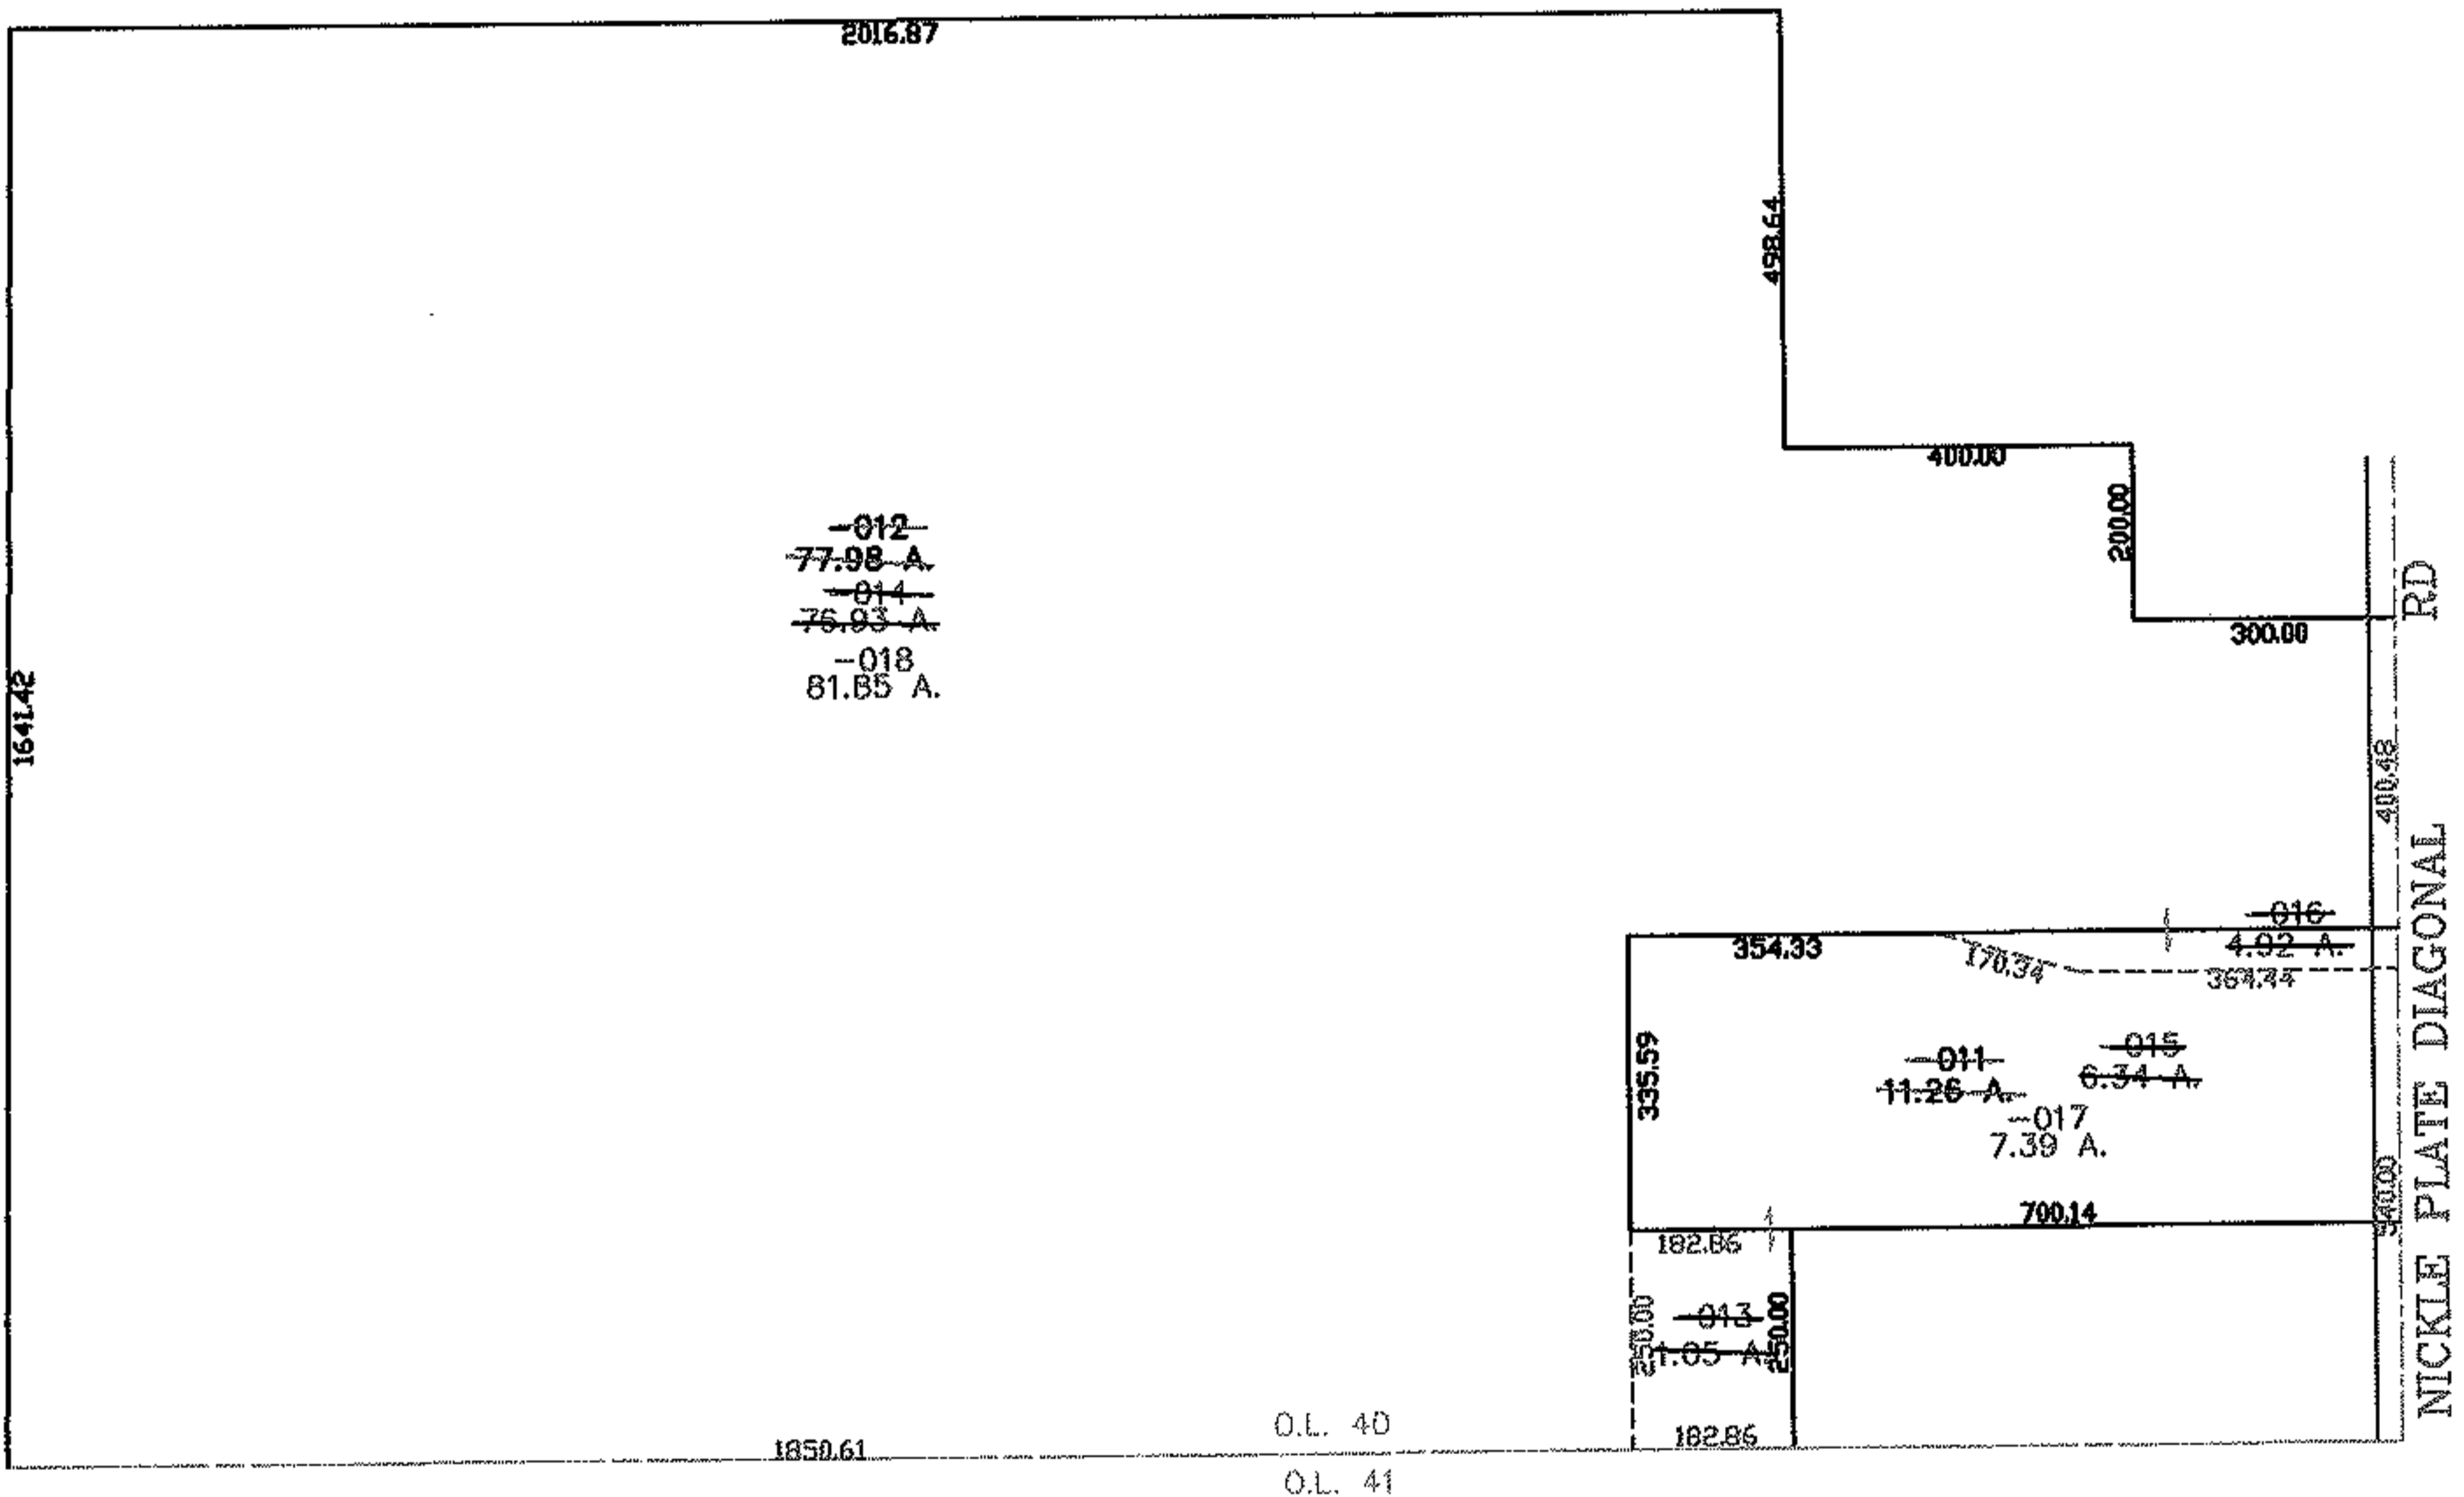 2016.87
498.64
400.00
200.00
RD
300.00
-012
77.98 A.
-014
76.93 A.
-018
81.85 A.
1641.42
400.48
NICKLE PLATE DIAGONAL
-016
4.92 A.
354.33
170.34
364.44
335.59
-015
6.34 A.
-011
11.26 A.
-017
7.39 A.
340.00
700.14
182.86
-013
1.05 A.
250.00
250.00
182.86
1850.61
O.L. 40
O.L. 41